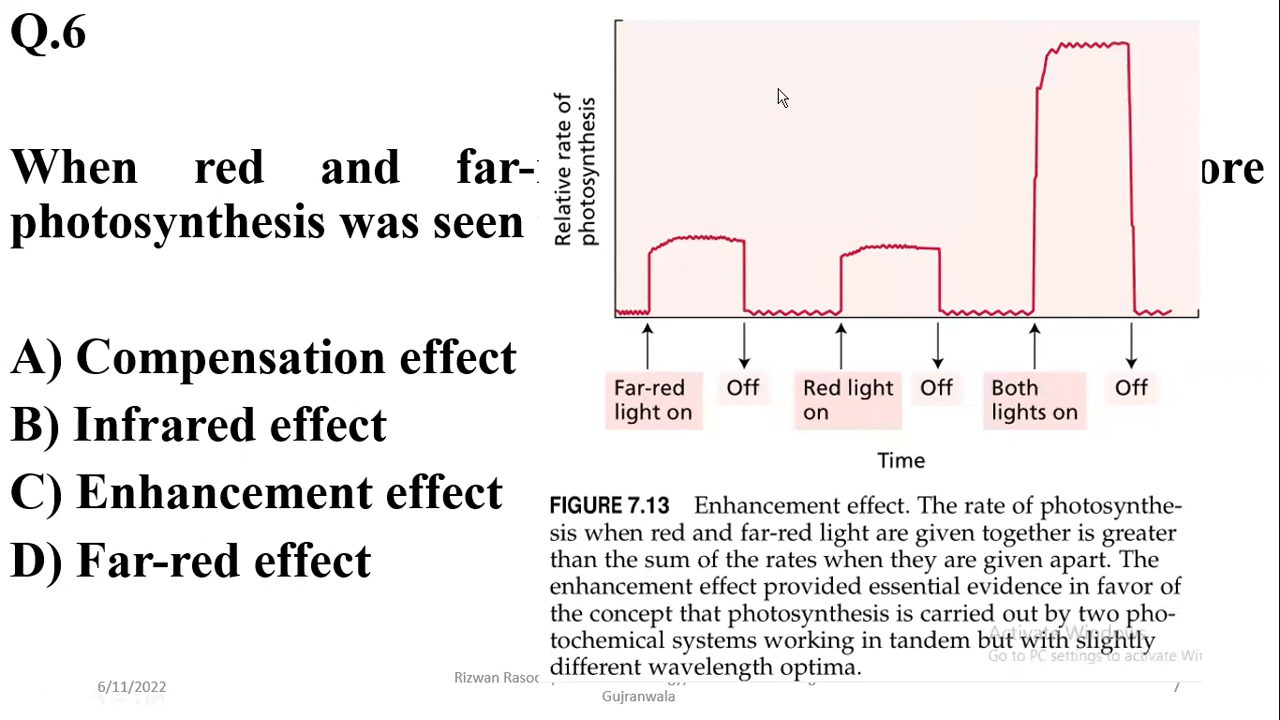 Q.6
When red and far-
ore
photosynthesis was seen
A) Compensation effect
B) Infrared effect
C) Enhancement effect
D) Far-red effect
Relative rate of
photosynthesis
Far-red
light on
Off
Red light
on
Off
Both
lights on
Off
Time
FIGURE 7.13 Enhancement effect. The rate of photosynthe-
sis when red and far-red light are given together is greater
than the sum of the rates when they are given apart. The
enhancement effect provided essential evidence in favor of
the concept that photosynthesis is carried out by two pho-
tochemical systems working in tandem but with slightly
different wavelength optima.
Activate Windows
Go to PC settings to activate Wi
6/11/2022
Rizwan Rasoo
Gujranwala
7